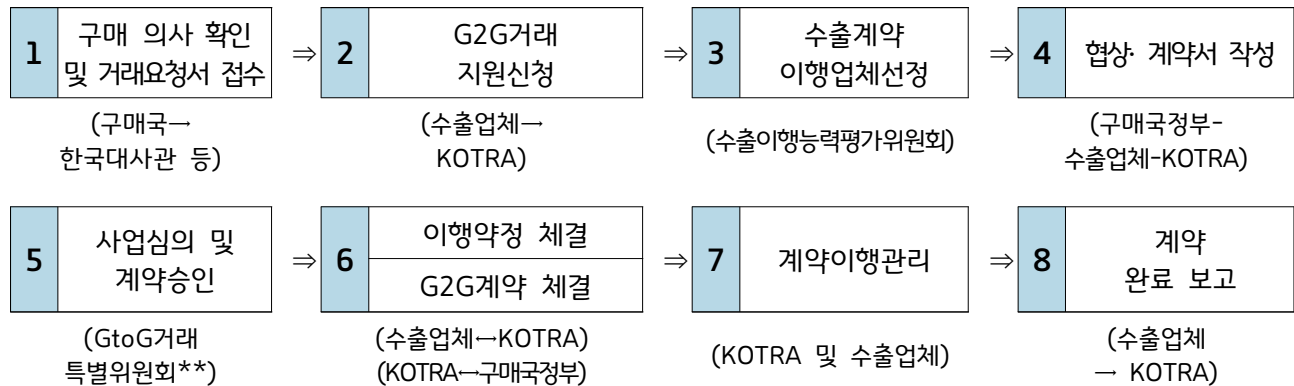 1
구매 의사 확인
및 거래요청서 접수
⇒
2
G2G거래
지원신청
⇒
3
수출계약
이행업체선정
⇒
4
협상· 계약서 작성
(구매국→
한국대사관 등)
(수출업체→
KOTRA)
(수출이행능력평가위원회)
(구매국정부-
수출업체-KOTRA)
5
사업심의 및
계약승인
⇒
6
이행약정 체결
G2G계약 체결
⇒
7
계약이행관리
⇒
8
계약
완료 보고
(GtoG거래
특별위원회**)
(수출업체↔KOTRA)
(KOTRA↔구매국정부)
(KOTRA 및 수출업체)
(수출업체
→ KOTRA)